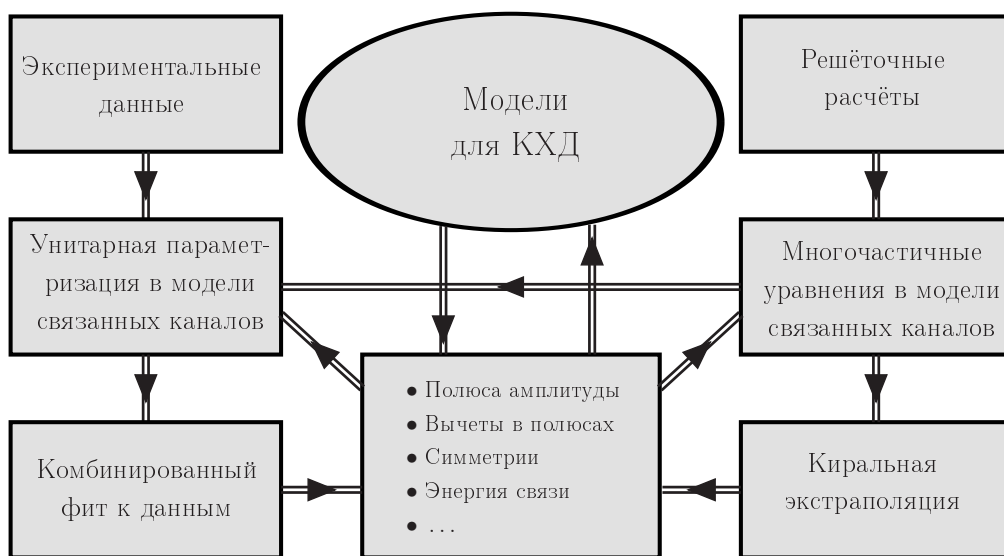 Экспериментальные
данные
Модели
для КХД
Решёточные
расчёты
Унитарная парамет-
ризация в модели
связанных каналов
Многочастичные
уравнения в модели
связанных каналов
• Полюса амплитуды
• Вычеты в полюсах
• Симметрии
• Энергия связи
• ...
Комбинированный
фит к данным
Киральная
экстраполяция